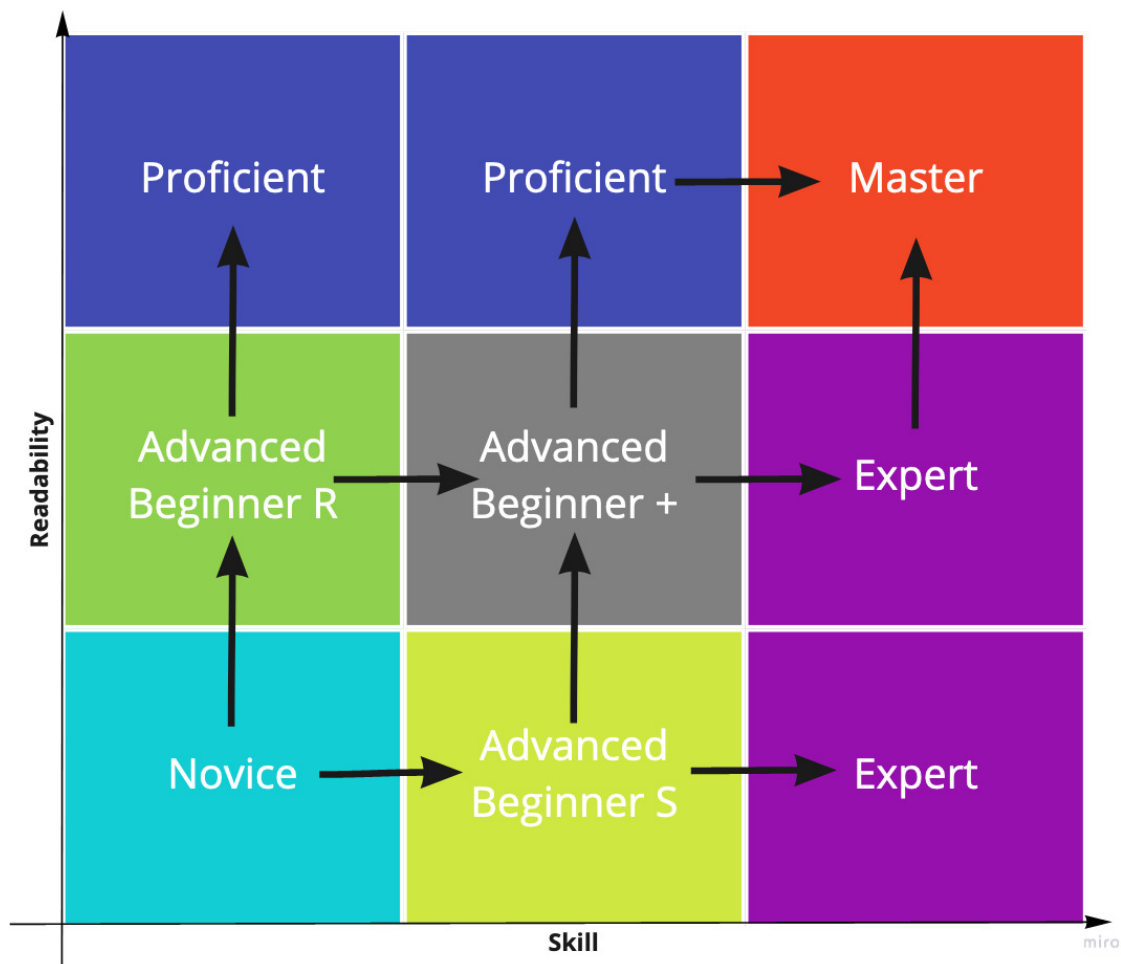 Proficient
Proficient
Master
Advanced
Beginner R
Advanced
Beginner +
Expert
Novice
Advanced
Beginner S
Expert
Readability
Skill
miro